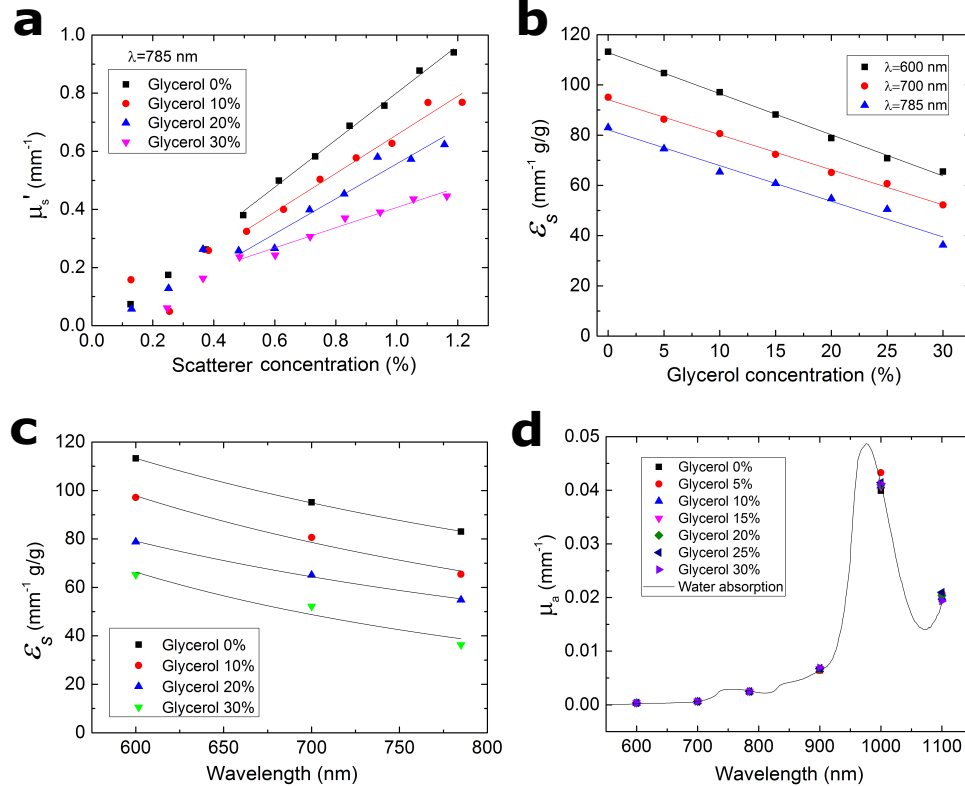 a
λ=785 nm
Glycerol 0%
Glycerol 10%
Glycerol 20%
Glycerol 30%
μs' (mm-1)
1.0
0.8
0.6
0.4
0.2
0.0
0.0 0.2 0.4 0.6 0.8 1.0 1.2
Scatterer concentration (%)
b
λ=600 nm
λ=700 nm
λ=785 nm
εs (mm-1 g/g)
120
100
80
60
40
20
0
0 5 10 15 20 25 30
Glycerol concentration (%)
c
εs (mm-1 g/g)
120
100
80
60
40
20
0
Glycerol 0%
Glycerol 10%
Glycerol 20%
Glycerol 30%
600 650 700 750 800
Wavelength (nm)
d
Glycerol 0%
Glycerol 5%
Glycerol 10%
Glycerol 15%
Glycerol 20%
Glycerol 25%
Glycerol 30%
Water absorption
μa (mm-1)
0.05
0.04
0.03
0.02
0.01
0.00
600 700 800 900 1000 1100
Wavelength (nm)